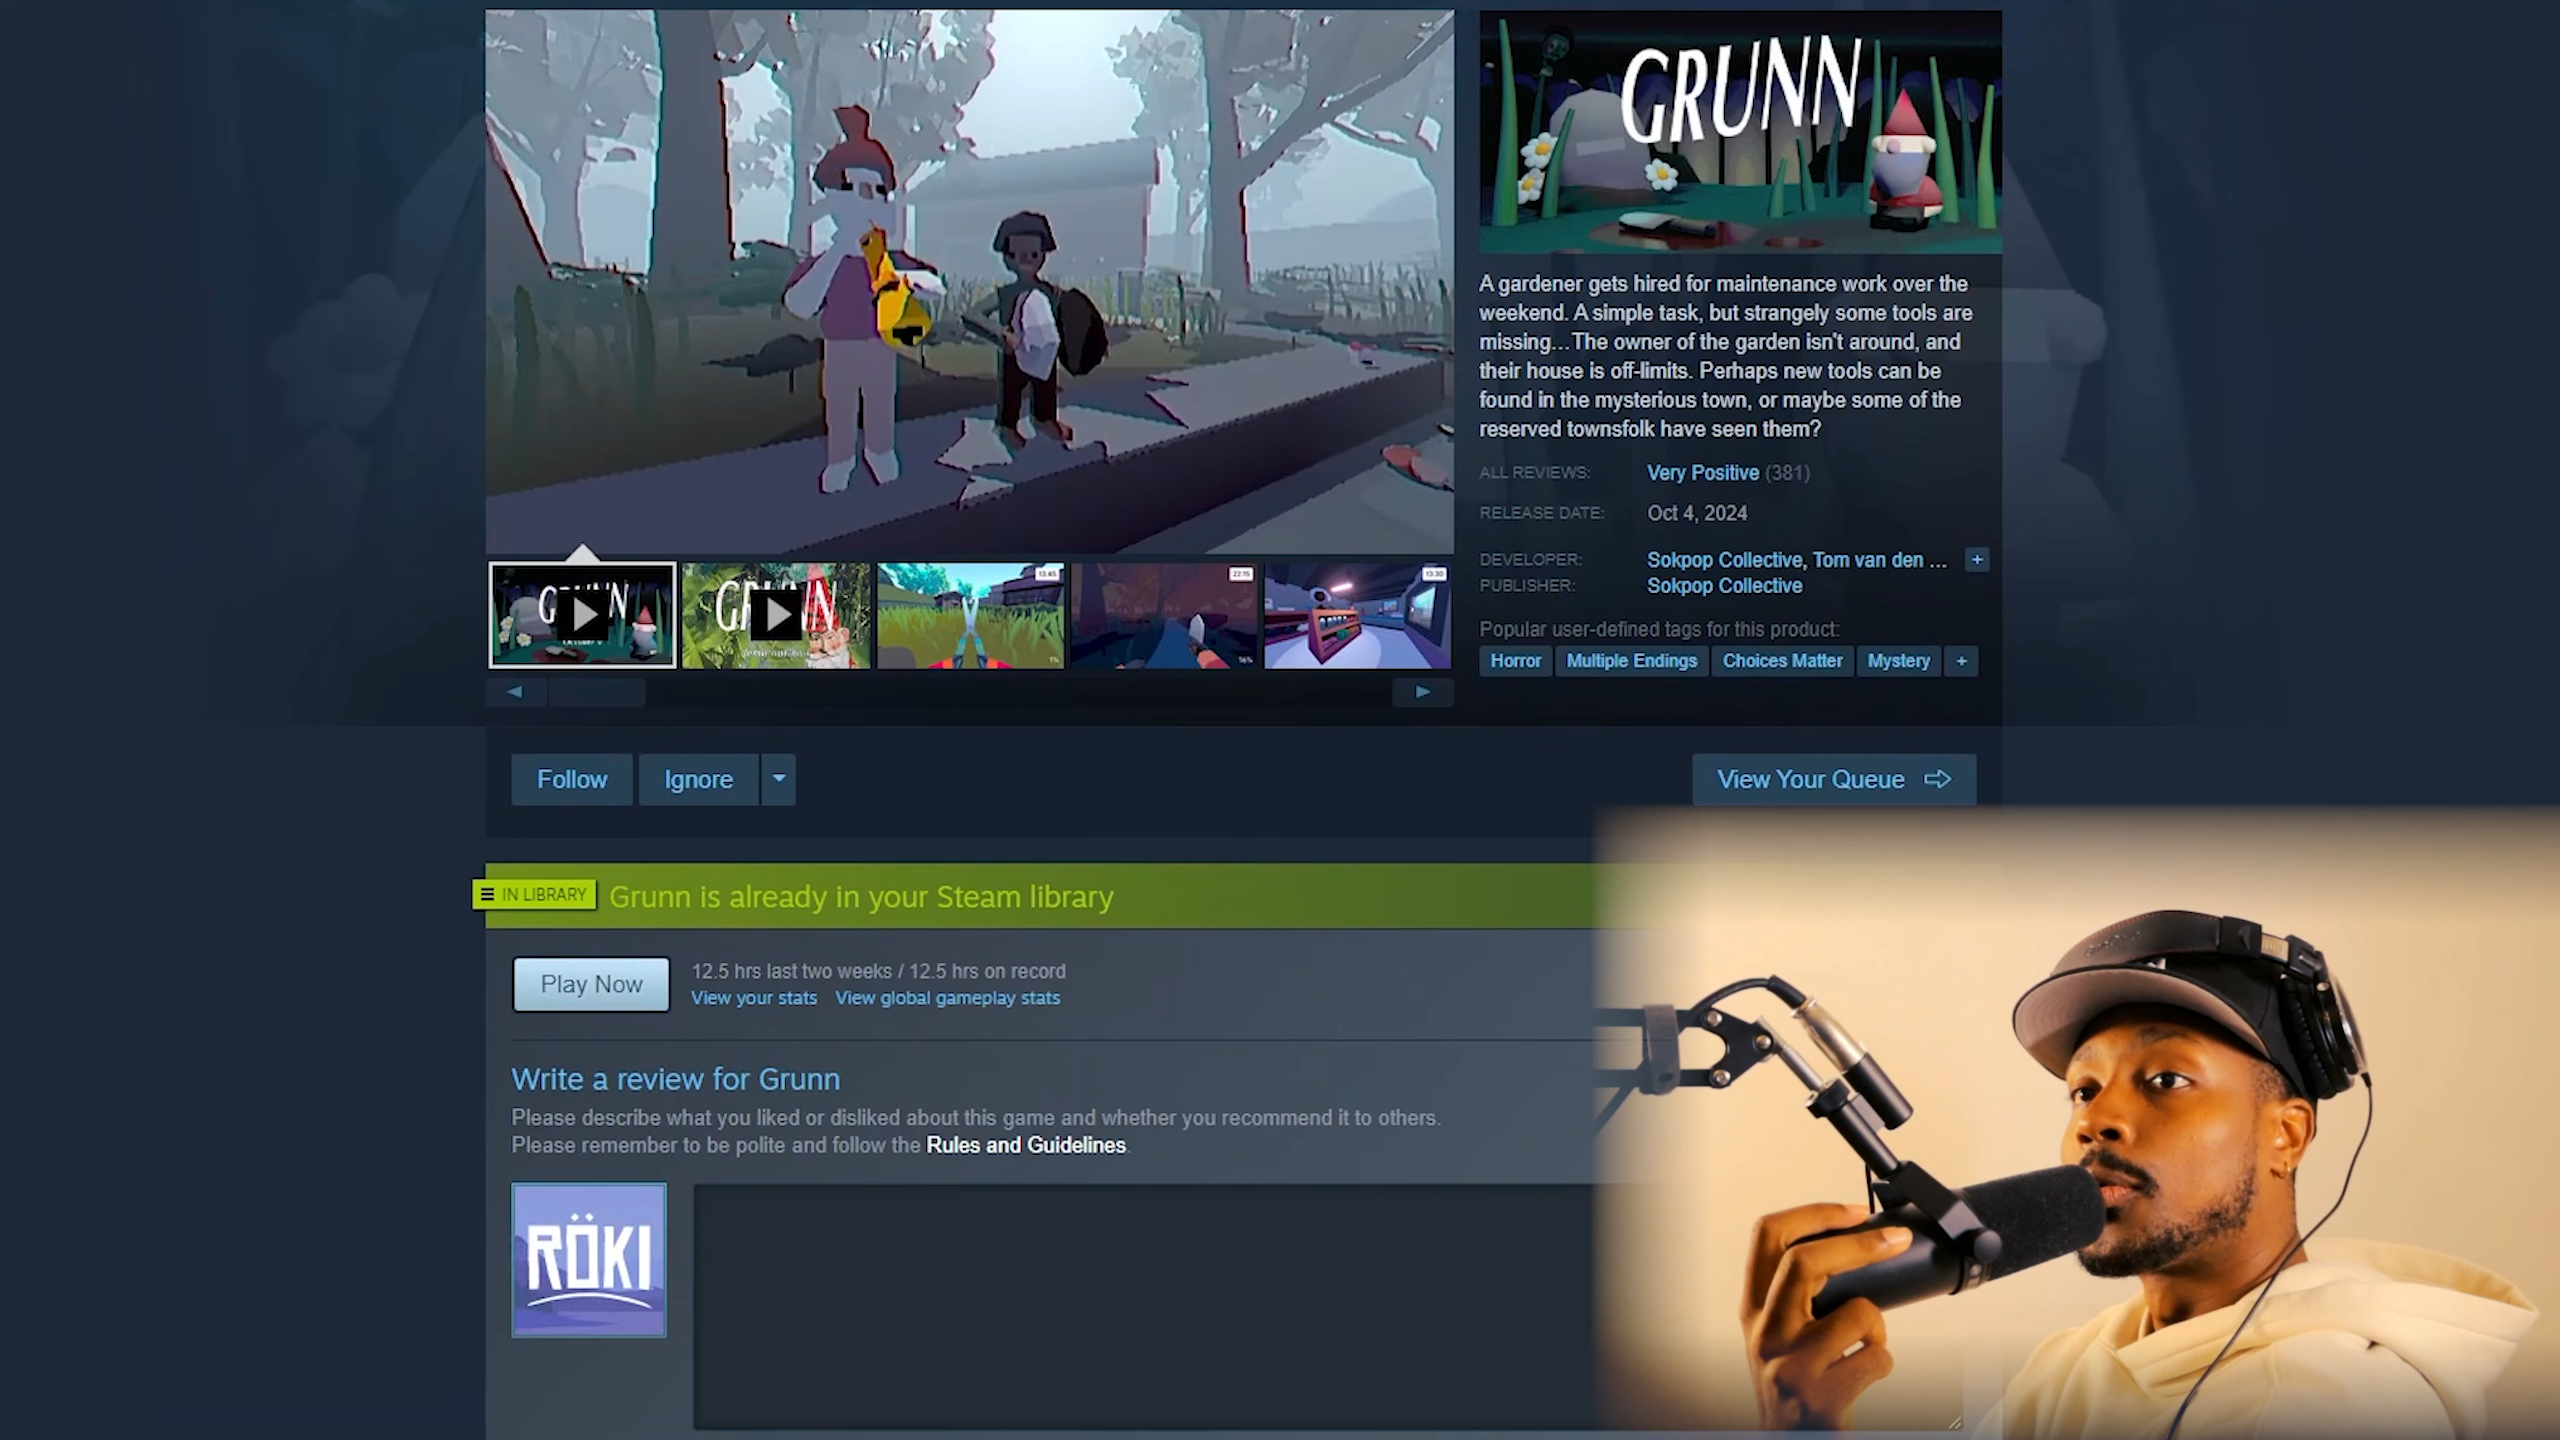 GRUNN
A gardener gets hired for maintenance work over the
weekend. A simple task, but strangely some tools are
missing...The owner of the garden isn't around, and
their house is off-limits. Perhaps new tools can be
found in the mysterious town, or maybe some of the
reserved townsfolk have seen them?
ALL REVIEWS: Very Positive (381)
RELEASE DATE: Oct 4, 2024
DEVELOPER: Sokpop Collective, Tom van den ... +
PUBLISHER: Sokpop Collective
Popular user-defined tags for this product:
Horror Multiple Endings Choices Matter Mystery +
13:45 22:15 13:30
Follow Ignore View Your Queue
IN LIBRARY Grunn is already in your Steam library
Play Now
12.5 hrs last two weeks / 12.5 hrs on record
View your stats View global gameplay stats
Write a review for Grunn
Please describe what you liked or disliked about this game and whether you recommend it to others.
Please remember to be polite and follow the Rules and Guidelines.
RÖKI